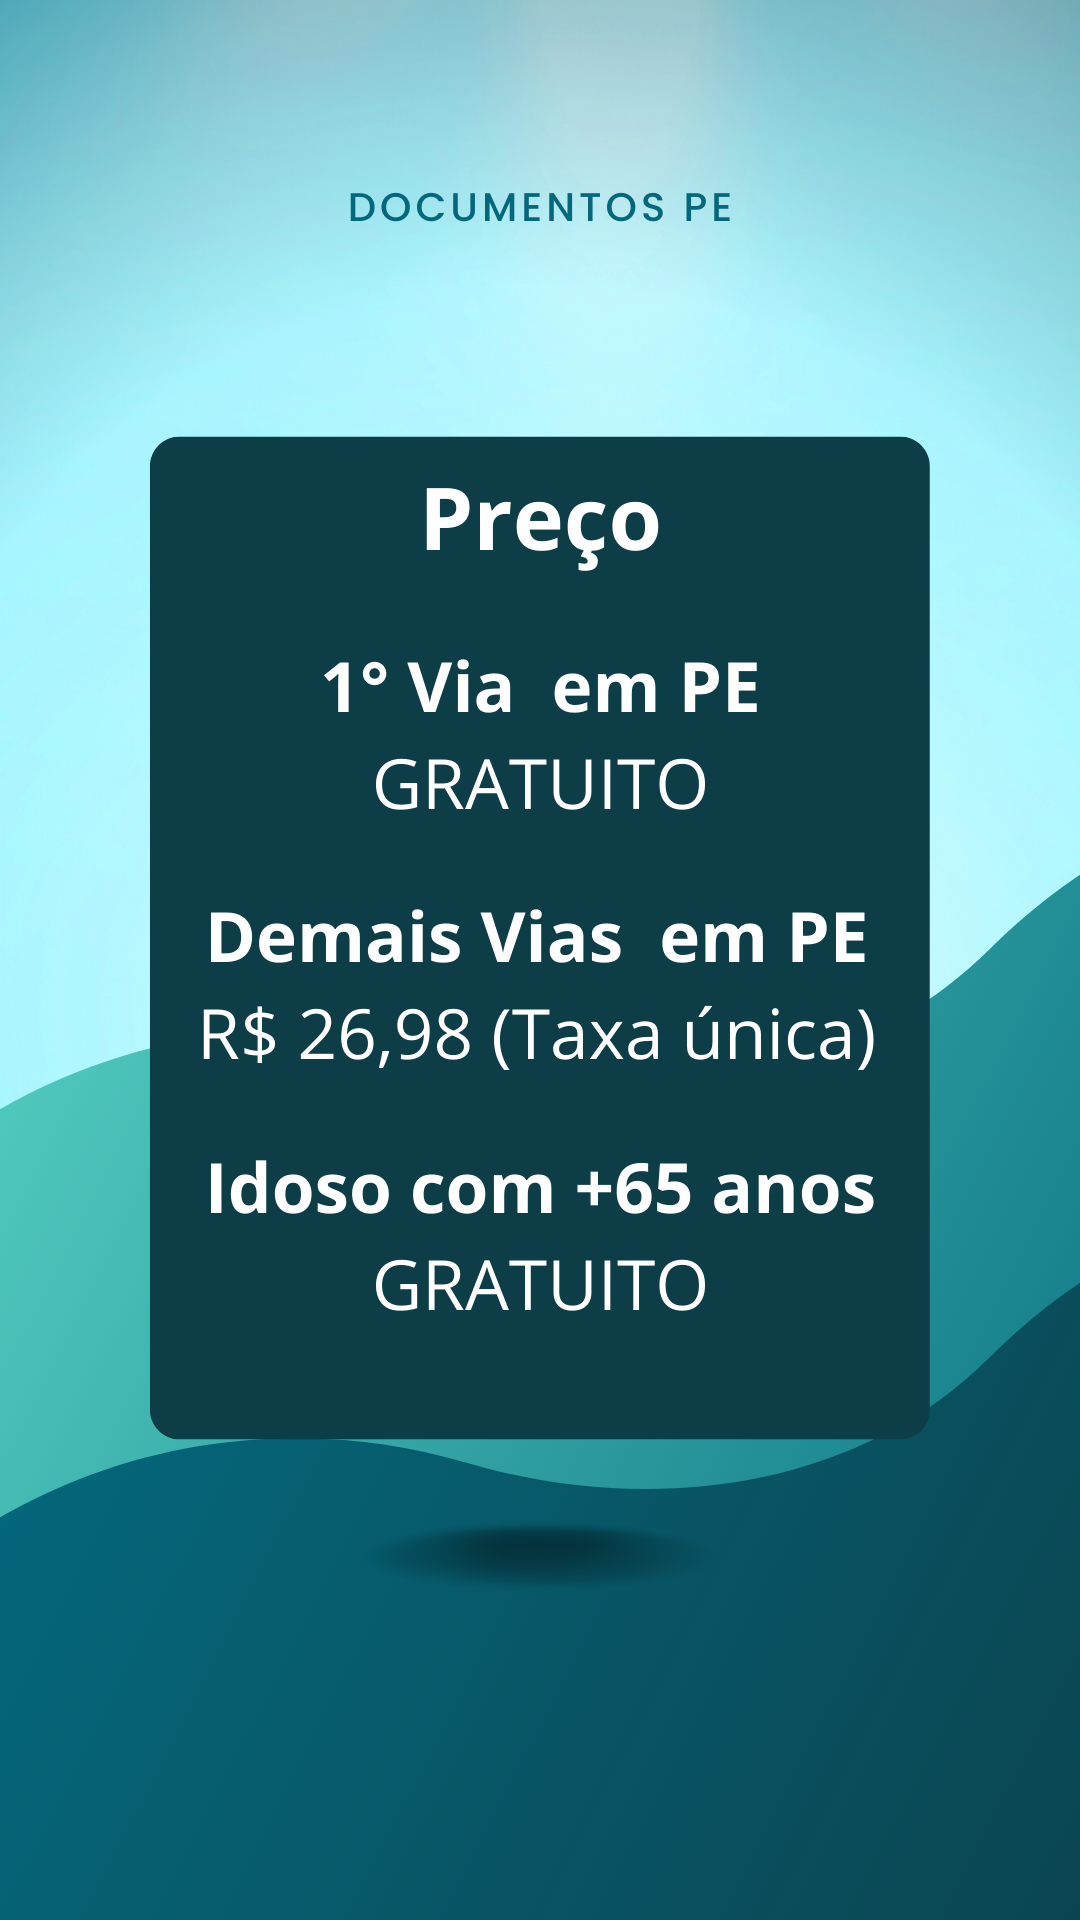 DOCUMENTOS PE
Preço
1° Via  em PE
GRATUITO
Demais Vias  em PE
R$ 26,98 (Taxa única)
Idoso com +65 anos
GRATUITO